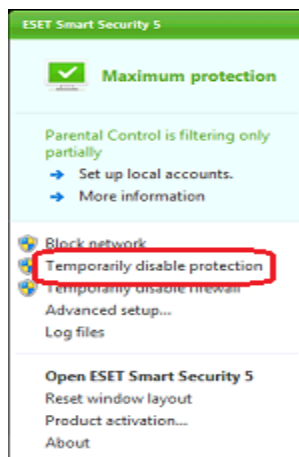 ESET Smart Security 5
Maximum protection
Parental Control is filtering only
partially
Set up local accounts.
More information
Block network
Temporarily disable protection
Temporarily disable firewall
Advanced setup...
Log files
Open ESET Smart Security 5
Reset window layout
Product activation...
About